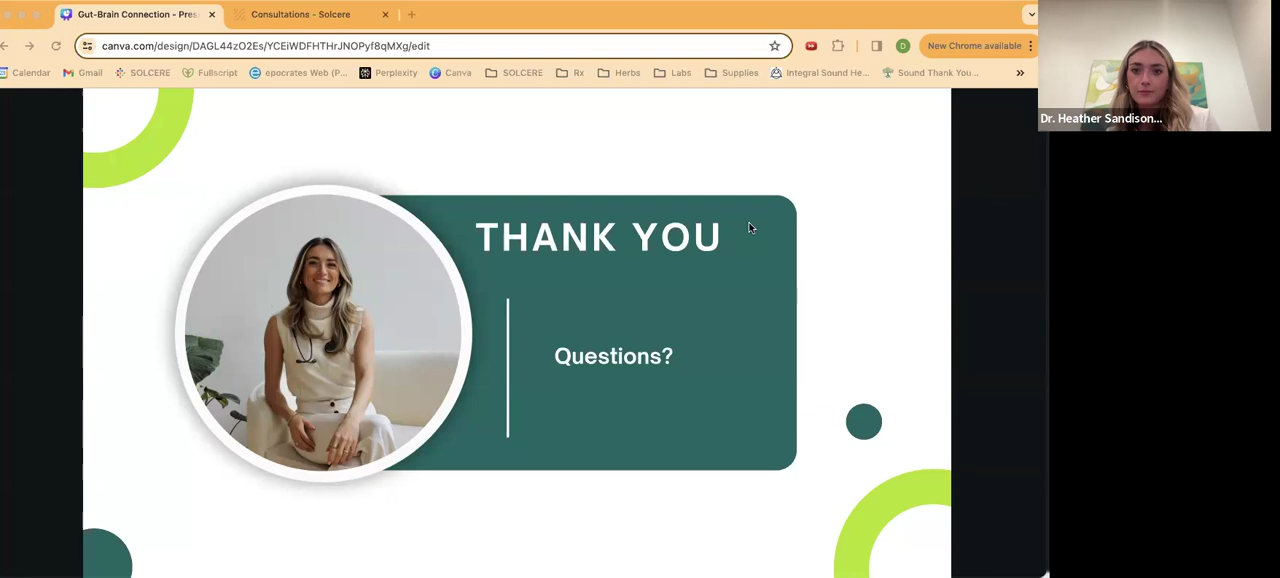 Gut-Brain Connection - Pres
Consultations - Solcere
canva.com/design/DAGL44zO2Es/YCEiWDFHTHrJNOPyf8qMXg/edit
D
New Chrome available
Calendar
Gmail
SOLCERE
Fullscript
epocrates Web (P...
Perplexity
Canva
SOLCERE
Rx
Herbs
Labs
Supplies
Integral Sound He...
Sound Thank You...
Dr. Heather Sandison...
THANK YOU
Questions?